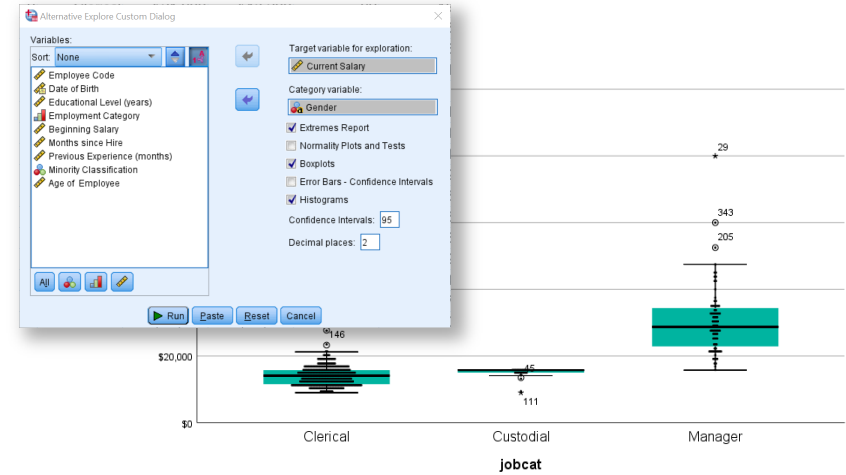 Alternative Explore Custom Dialog
Variables:
Sort: None
Employee Code
Date of Birth
Educational Level (years)
Employment Category
Beginning Salary
Months since Hire
Previous Experience (months)
Minority Classification
Age of Employee
All
Target variable for exploration:
Current Salary
Category variable:
Gender
Extremes Report
Normality Plots and Tests
Boxplots
Error Bars - Confidence Intervals
Histograms
Confidence Intervals: 95
Decimal places: 2
Run Paste Reset Cancel
29
343
205
146
$20,000
45
111
$0
Clerical Custodial Manager
jobcat